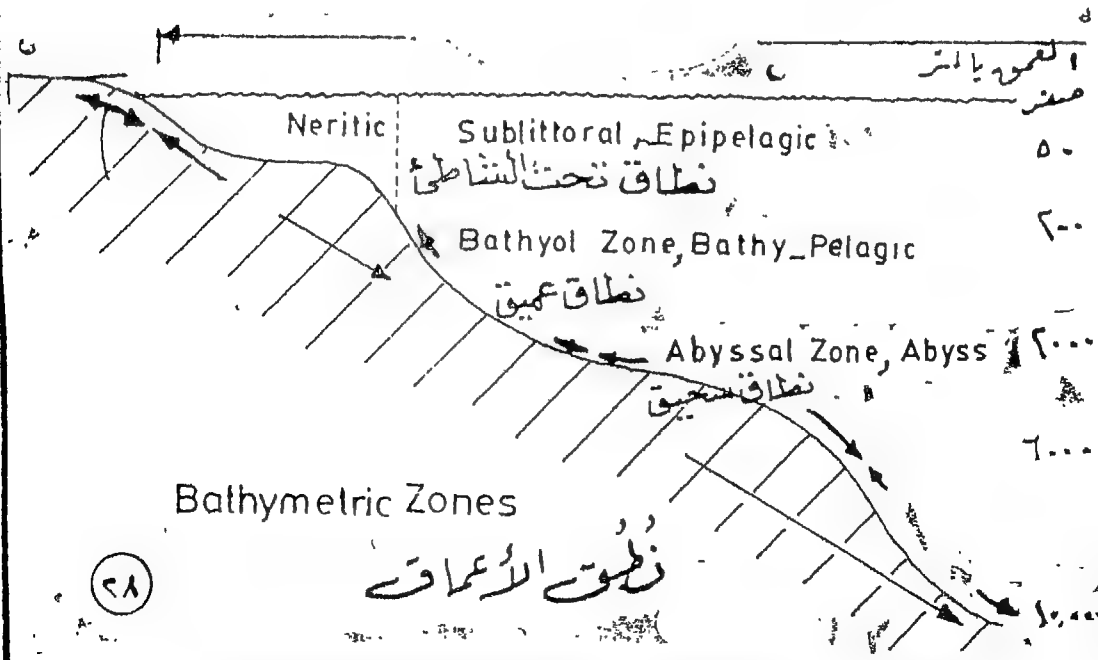 العمق بالمتر
صفر
Neritic
Sublittoral, Epipelagic
٥٠
نطاق تحت الشاطئ
٢٠٠
Bathyol Zone, Bathy_Pelagic
نطاق عميق
Abyssal Zone, Abyss
٢٠٠٠
نطاق سحيق
٦٠٠٠
Bathymetric Zones
نُطُق الأعماق
٢٨
١٠,٠٠٠